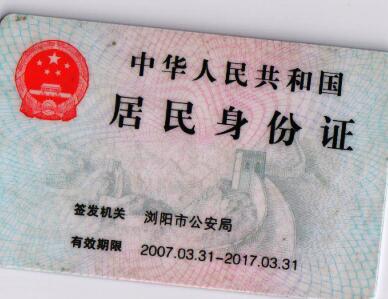 中华人民共和国
居民身份证
签发机关 浏阳市公安局
有效期限 2007.03.31-2017.03.31